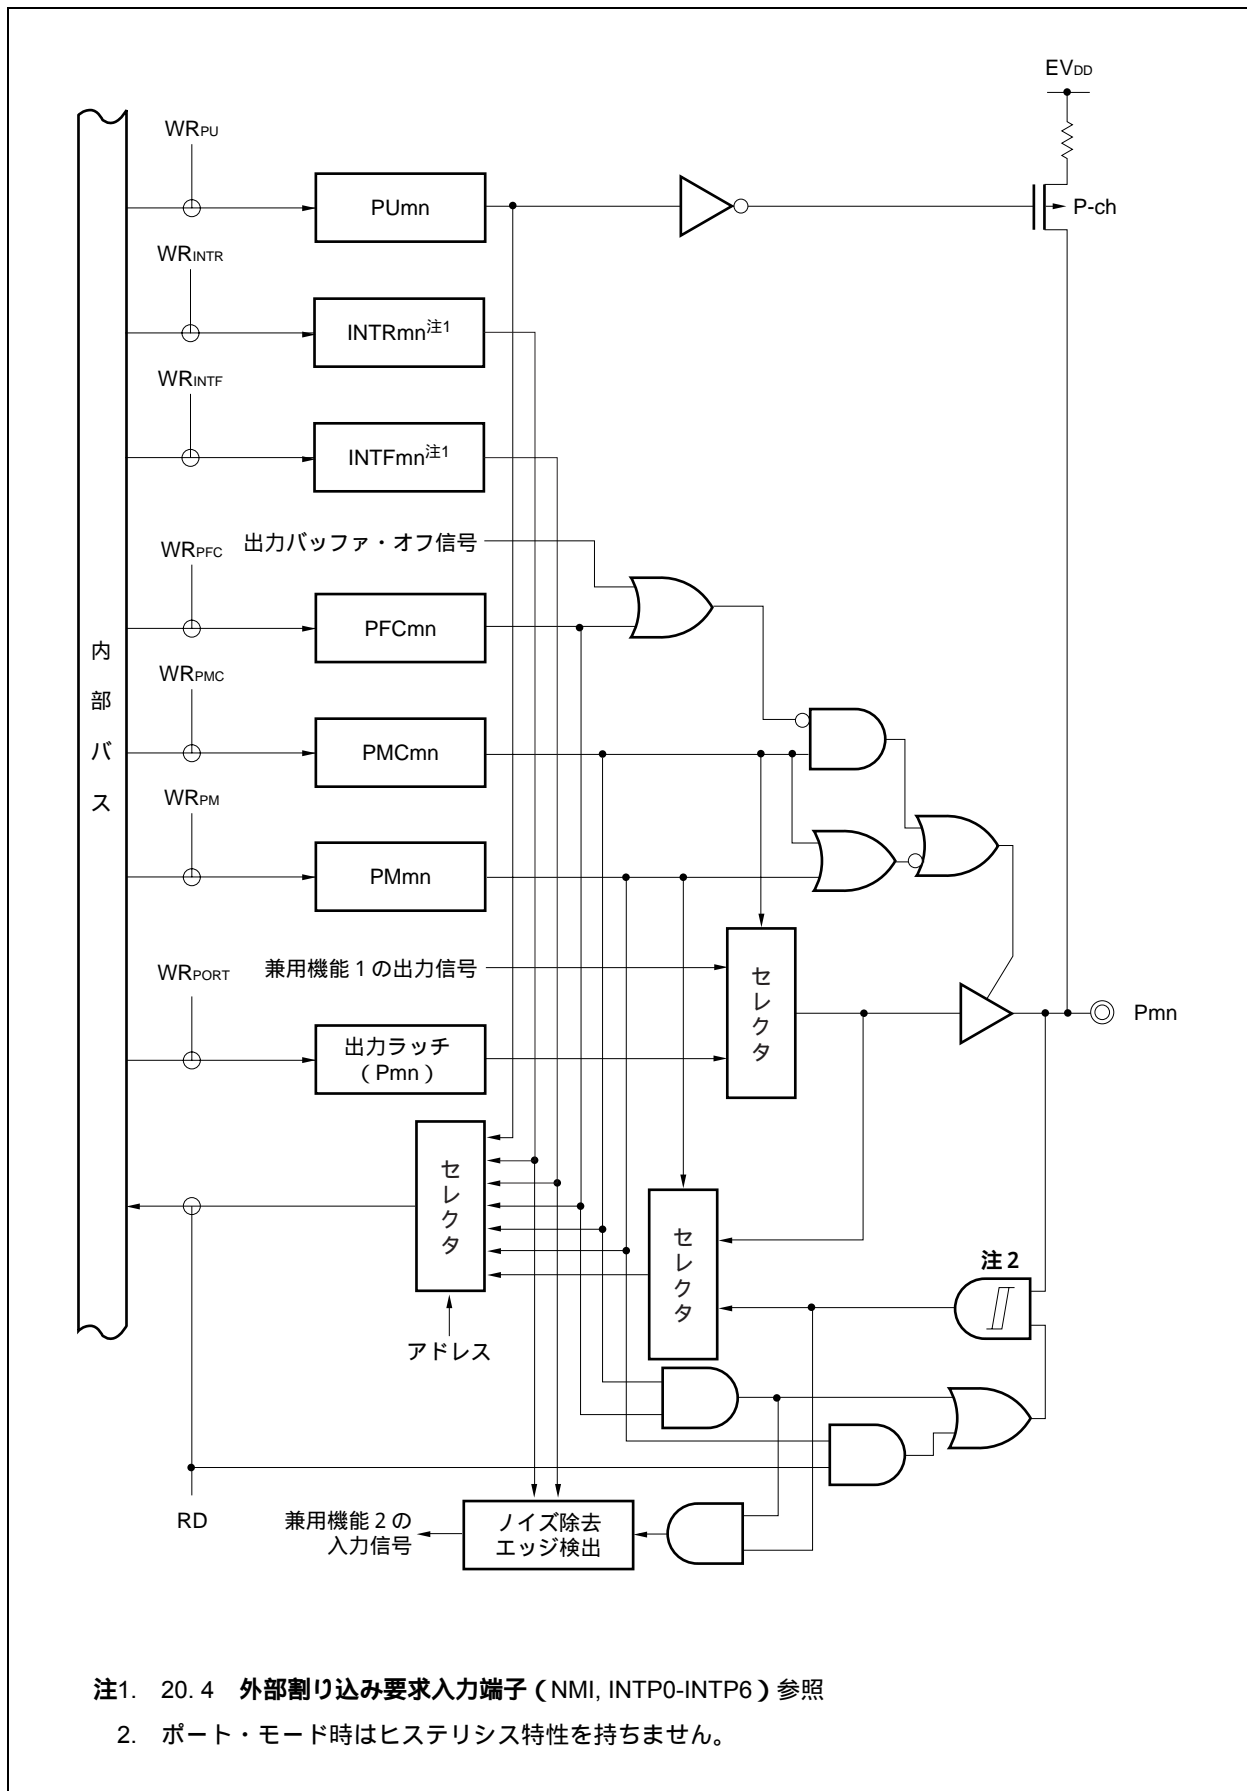 EVDD
WRPU
PUmn
P-ch
WRINTR
INTRmn注1
WRINTF
INTFmn注1
出力バッファ・オフ信号
WRPFC
PFCmn
内部バス
WRPMC
PMCmn
WRPM
PMmn
兼用機能1の出力信号
WRPORT
セレクタ
Pmn
出力ラッチ
(Pmn)
セレクタ
セレクタ
注2
アドレス
RD
兼用機能2の
入力信号
ノイズ除去
エッジ検出
注1. 20. 4 外部割り込み要求入力端子(NMI, INTP0-INTP6)参照
2. ポート・モード時はヒステリシス特性を持ちません。